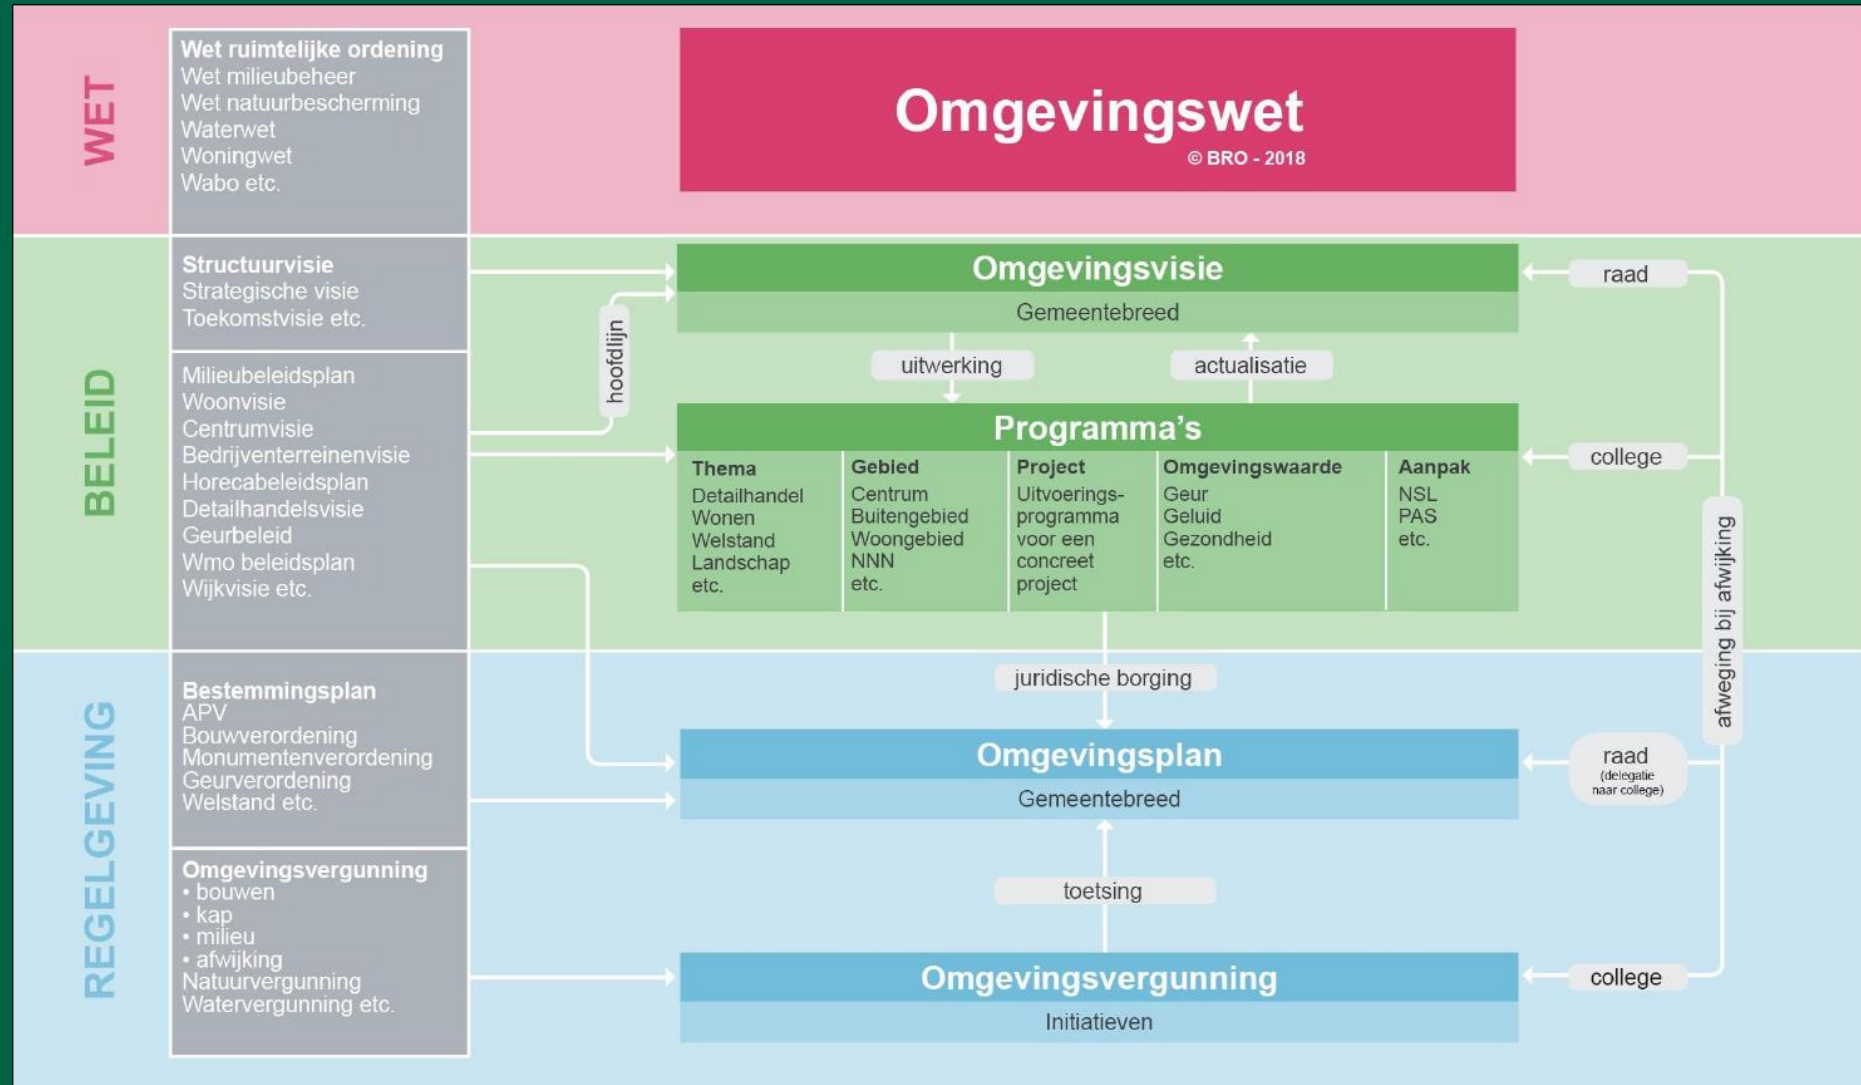 WET
Wet ruimtelijke ordening
Wet milieubeheer
Wet natuurbescherming
Waterwet
Woningwet
Wabo etc.
Omgevingswet
© BRO - 2018
BELEID
Structuurvisie
Strategische visie
Toekomstvisie etc.
Milieubeleidsplan
Woonvisie
Centrumvisie
Bedrijventerreinenvisie
Horecabeleidsplan
Detailhandelsvisie
Geurbeleid
Wmo beleidsplan
Wijkvisie etc.
hoofdlijn
Omgevingsvisie
Gemeentebreed
uitwerking
actualisatie
Programma's
Thema
Detailhandel
Wonen
Welstand
Landschap
etc.
Gebied
Centrum
Buitengebied
Woongebied
NNN
etc.
Project
Uitvoerings-
programma
voor een
concreet
project
Omgevingswaarde
Geur
Geluid
Gezondheid
etc.
Aanpak
NSL
PAS
etc.
raad
college
afweging bij afwijking
REGELGEVING
Bestemmingsplan
APV
Bouwverordening
Monumentenverordening
Geurverordening
Welstand etc.
Omgevingsvergunning
• bouwen
• kap
• milieu
• afwijking
Natuurvergunning
Watervergunning etc.
juridische borging
Omgevingsplan
Gemeentebreed
raad
(delegatie
naar college)
toetsing
Omgevingsvergunning
Initiatieven
college